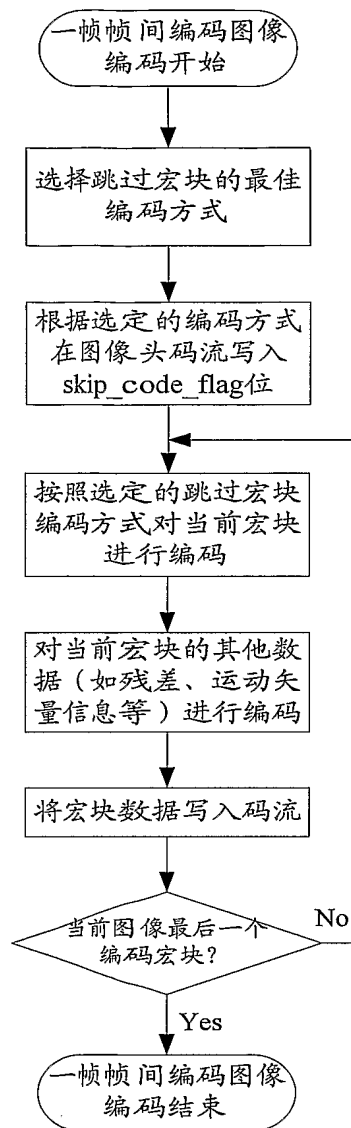 一帧帧间编码图像
编码开始
选择跳过宏块的最佳
编码方式
根据选定的编码方式
在图像头码流写入
skip_code_flag位
按照选定的跳过宏块
编码方式对当前宏块
进行编码
对当前宏块的其他数
据（如残差、运动矢
量信息等）进行编码
将宏块数据写入码流
当前图像最后一个
编码宏块?
No
Yes
一帧帧间编码图像
编码结束